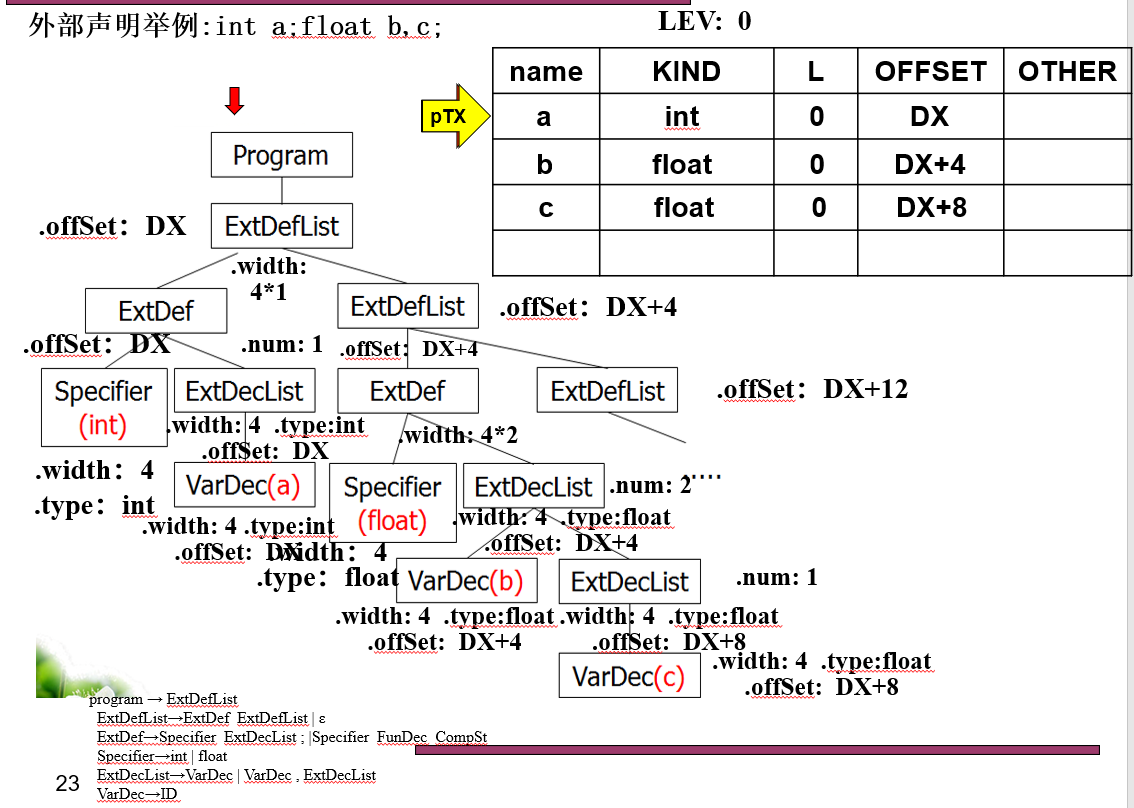 外部声明举例:int a;float b,c;
LEV: 0
name KIND L OFFSET OTHER
pTX
a int 0 DX
b float 0 DX+4
c float 0 DX+8
Program
.offSet: DX
ExtDefList
.width:
4*1
ExtDef
ExtDefList
.offSet: DX+4
.offSet: DX
.num: 1
.offSet: DX+4
Specifier
(int)
ExtDecList
ExtDef
ExtDefList
.offSet: DX+12
.width: 4 .type:int
.offSet: DX
.width: 4*2
.width: 4
.type: int
VarDec(a)
Specifier
(float)
ExtDecList
.num: 2
....
.width: 4 .type:int
.offSet: DX
.width: 4
.type: float
.width: 4 .type:float
.offSet: DX+4
VarDec(b)
ExtDecList
.num: 1
.width: 4 .type:float
.offSet: DX+4
.width: 4 .type:float
.offSet: DX+8
VarDec(c)
.width: 4 .type:float
.offSet: DX+8
program → ExtDefList
ExtDefList→ExtDef ExtDefList | ε
ExtDef→Specifier ExtDecList ; |Specifier FunDec CompSt
Specifier→int | float
ExtDecList→VarDec | VarDec , ExtDecList
VarDec→ID
23